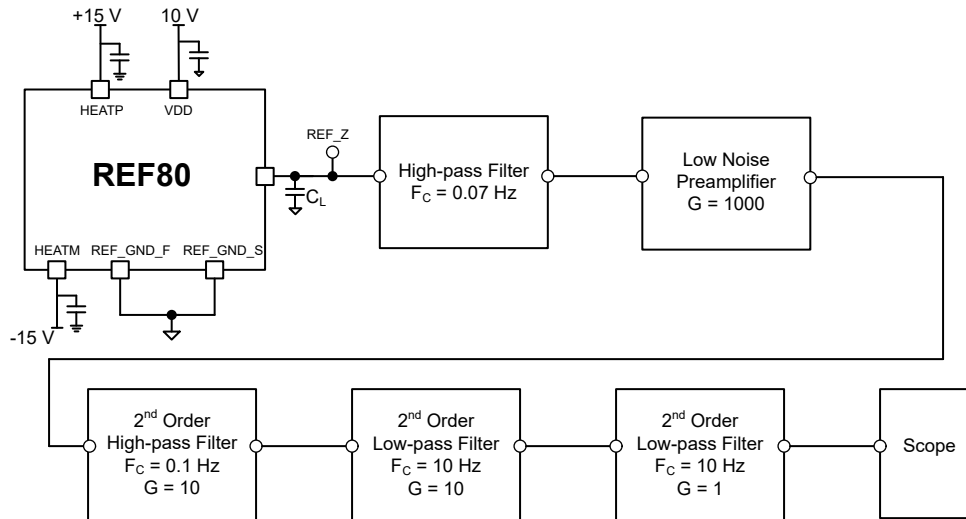 +15 V
10 V
HEATP
VDD
REF80
REF_Z
C_L
HEATM
REF_GND_F
REF_GND_S
-15 V
High-pass Filter
F_C = 0.07 Hz
Low Noise
Preamplifier
G = 1000
2nd Order
High-pass Filter
F_C = 0.1 Hz
G = 10
2nd Order
Low-pass Filter
F_C = 10 Hz
G = 10
2nd Order
Low-pass Filter
F_C = 10 Hz
G = 1
Scope